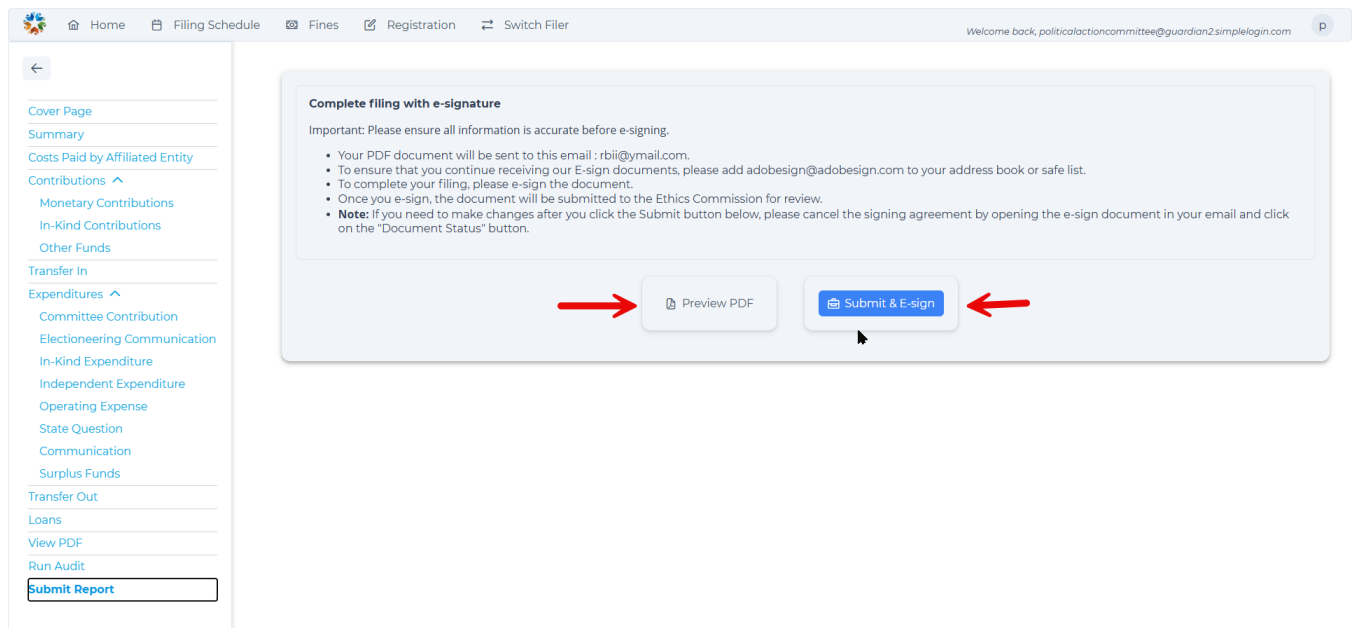 Home
Filing Schedule
Fines
Registration
Switch Filer
Welcome back, politicalactioncommittee@guardian2.simplelogin.com
p
Cover Page
Summary
Costs Paid by Affiliated Entity
Contributions
Monetary Contributions
In-Kind Contributions
Other Funds
Transfer In
Expenditures
Committee Contribution
Electioneering Communication
In-Kind Expenditure
Independent Expenditure
Operating Expense
State Question
Communication
Surplus Funds
Transfer Out
Loans
View PDF
Run Audit
Submit Report
Complete filing with e-signature
Important: Please ensure all information is accurate before e-signing.
• Your PDF document will be sent to this email : rbii@ymail.com.
• To ensure that you continue receiving our E-sign documents, please add adobesign@adobesign.com to your address book or safe list.
• To complete your filing, please e-sign the document.
• Once you e-sign, the document will be submitted to the Ethics Commission for review.
• Note: If you need to make changes after you click the Submit button below, please cancel the signing agreement by opening the e-sign document in your email and click
on the "Document Status" button.
Preview PDF
Submit & E-sign